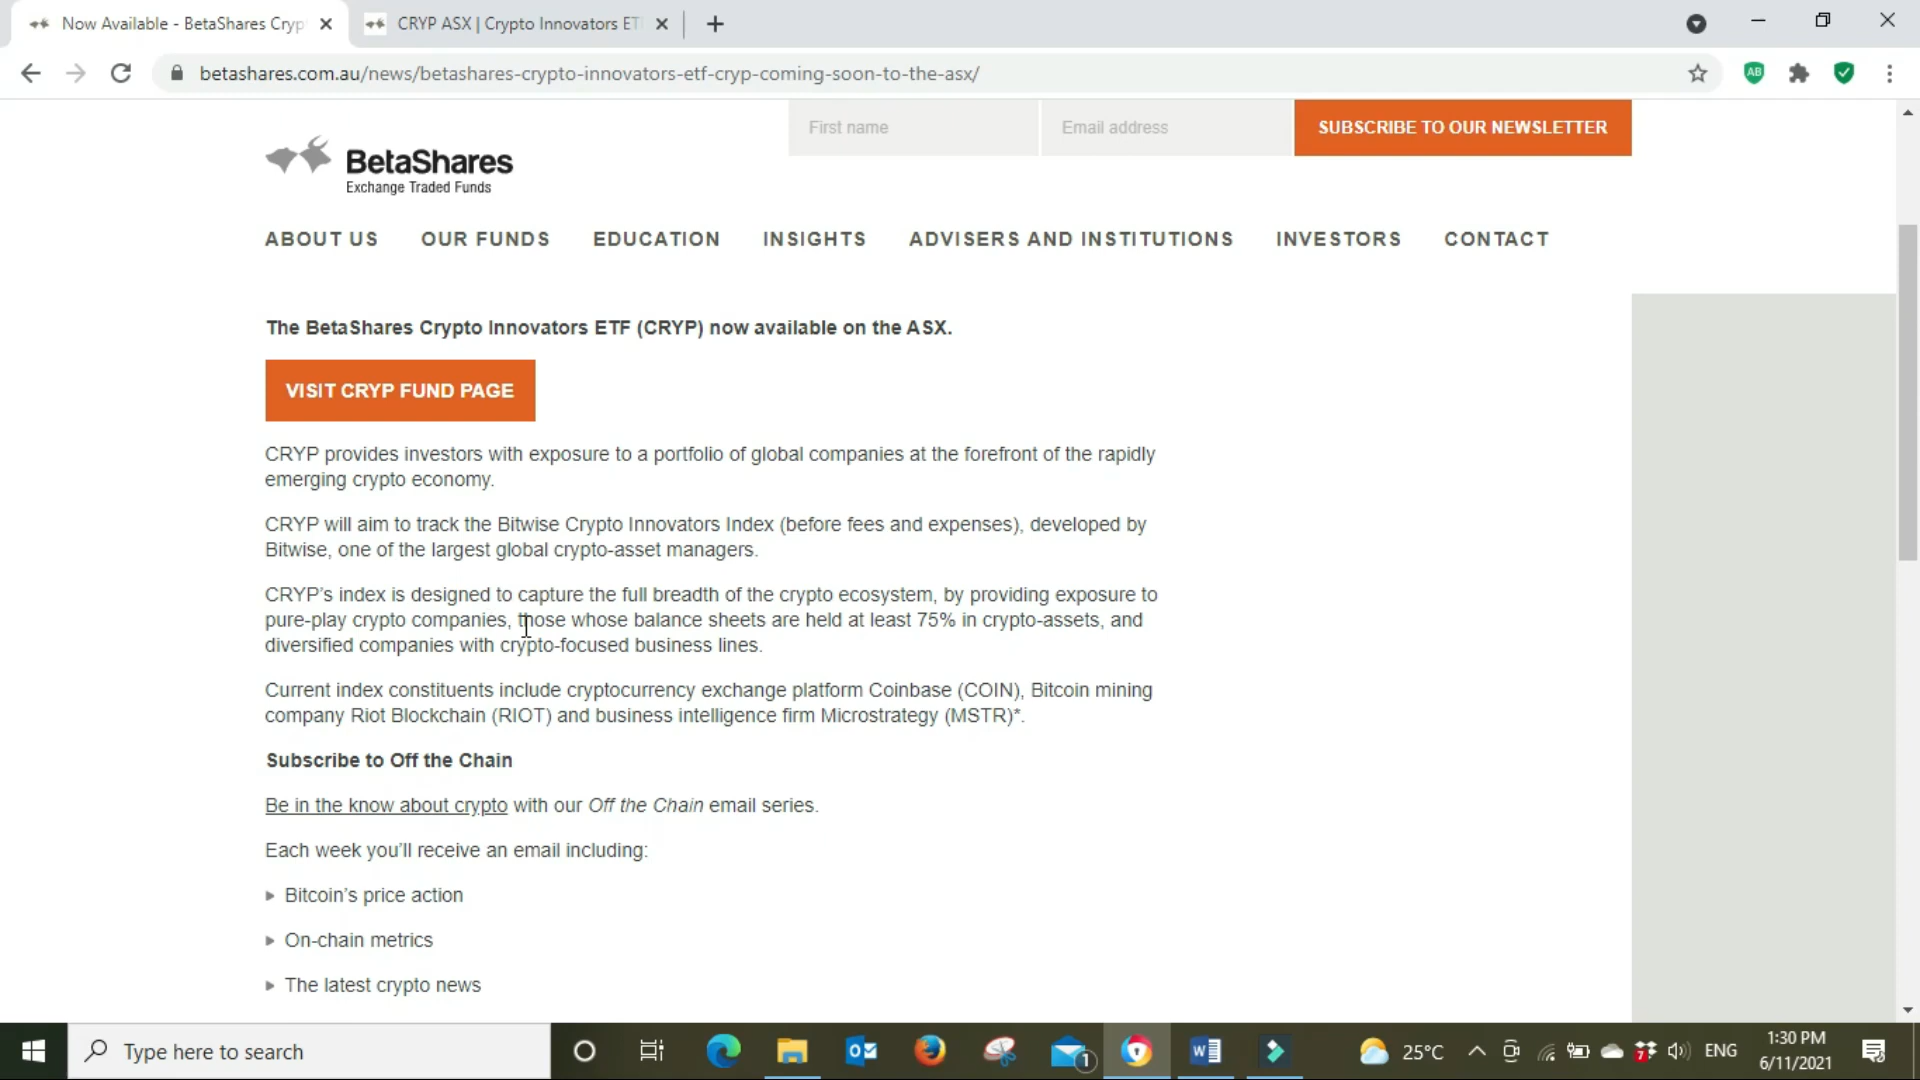 Now Available - BetaShares Cryp
CRYP ASX | Crypto Innovators ET
betashares.com.au/news/betashares-crypto-innovators-etf-cryp-coming-soon-to-the-asx/
AB
First name
Email address
SUBSCRIBE TO OUR NEWSLETTER
BetaShares
Exchange Traded Funds
ABOUT US
OUR FUNDS
EDUCATION
INSIGHTS
ADVISERS AND INSTITUTIONS
INVESTORS
CONTACT
The BetaShares Crypto Innovators ETF (CRYP) now available on the ASX.
VISIT CRYP FUND PAGE
CRYP provides investors with exposure to a portfolio of global companies at the forefront of the rapidly
emerging crypto economy.
CRYP will aim to track the Bitwise Crypto Innovators Index (before fees and expenses), developed by
Bitwise, one of the largest global crypto-asset managers.
CRYP's index is designed to capture the full breadth of the crypto ecosystem, by providing exposure to
pure-play crypto companies, those whose balance sheets are held at least 75% in crypto-assets, and
diversified companies with crypto-focused business lines.
Current index constituents include cryptocurrency exchange platform Coinbase (COIN), Bitcoin mining
company Riot Blockchain (RIOT) and business intelligence firm Microstrategy (MSTR)*.
Subscribe to Off the Chain
Be in the know about crypto with our Off the Chain email series.
Each week you'll receive an email including:
Bitcoin's price action
On-chain metrics
The latest crypto news
Type here to search
1
25°C
7
ENG
1:30 PM
6/11/2021